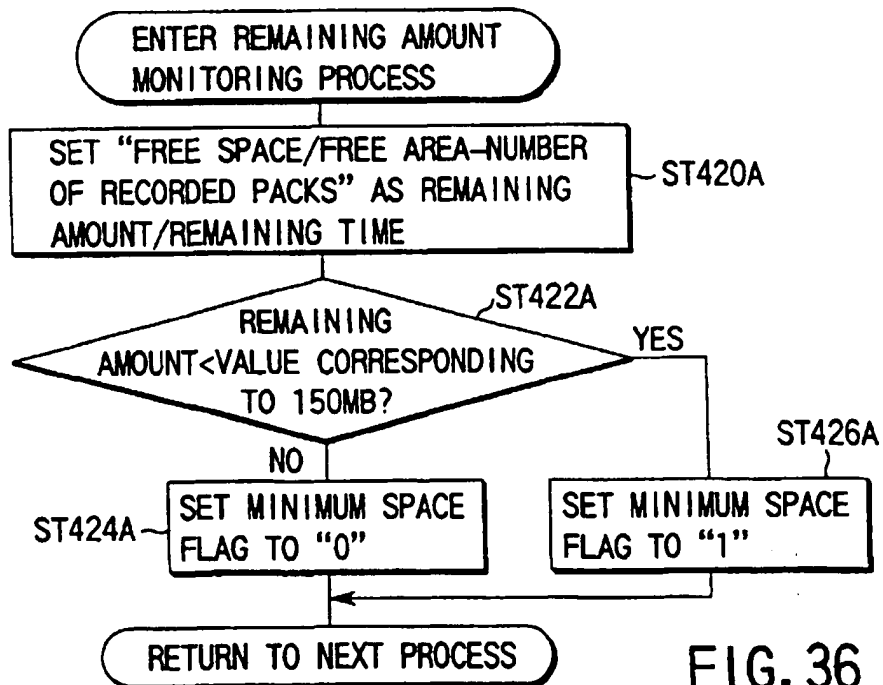 ENTER REMAINING AMOUNT
MONITORING PROCESS
SET “FREE SPACE/FREE AREA–NUMBER
OF RECORDED PACKS” AS REMAINING
AMOUNT/REMAINING TIME
ST420A
ST422A
REMAINING
AMOUNT<VALUE CORRESPONDING
TO 150MB?
YES
NO
ST426A
ST424A
SET MINIMUM SPACE
FLAG TO “0”
SET MINIMUM SPACE
FLAG TO “1”
RETURN TO NEXT PROCESS
FIG. 36